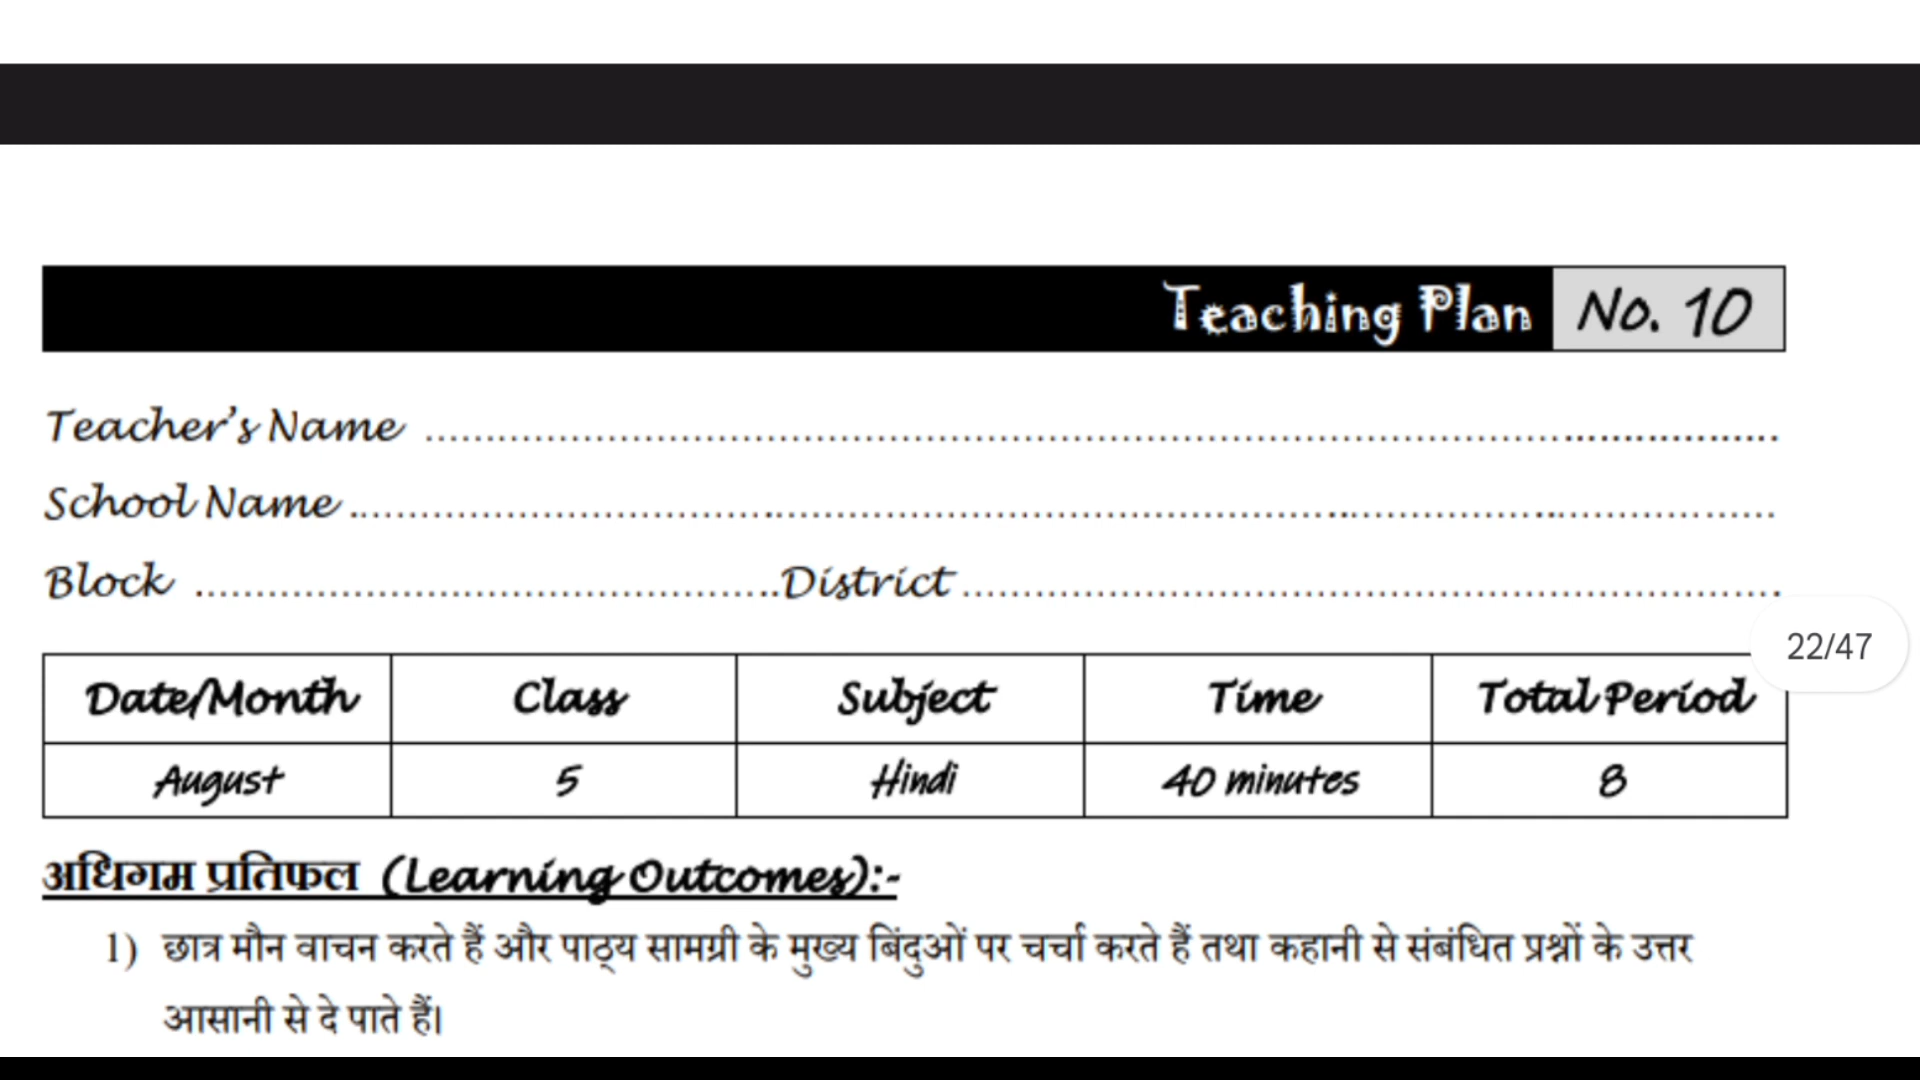 Teaching Plan No. 10
Teacher's Name ........................................................................................................................
School Name ........................................................................................................................
Block ..................................................District ......................................................................
22/47
Date/Month Class Subject Time Total Period
August 5 Hindi 40 minutes 8
अधिगम प्रतिफल (Learning Outcomes):-
1) छात्र मौन वाचन करते हैं और पाठ्य सामग्री के मुख्य बिंदुओं पर चर्चा करते हैं तथा कहानी से संबंधित प्रश्नों के उत्तर
आसानी से दे पाते हैं।